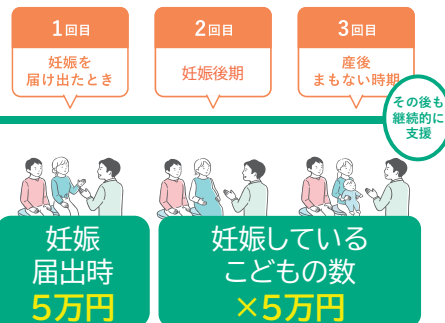 1回目
妊娠を
届け出たとき
2回目
妊娠後期
3回目
産後
まもない時期
その後も
継続的に
支援
妊娠
届出時
5万円
妊娠している
こどもの数
×5万円